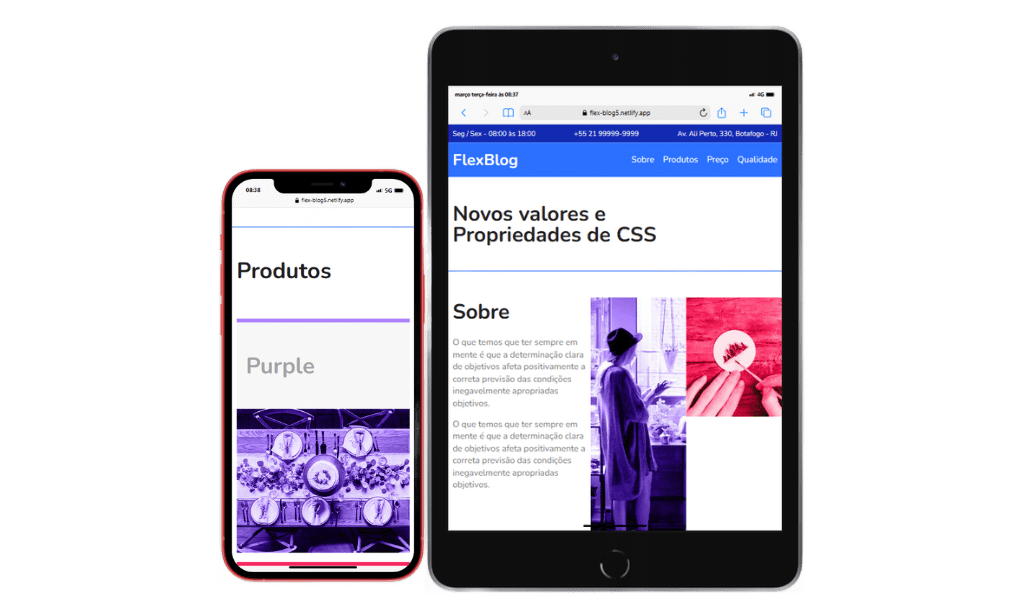 08:38
5G
flex-blog5.netlify.app
Produtos
Purple
março terça-feira às 08:37
4G
AA
flex-blog5.netlify.app
Seg / Sex - 08:00 às 18:00
+55 21 99999-9999
Av. Ali Perto, 330, Botafogo - RJ
FlexBlog
Sobre
Produtos
Preço
Qualidade
Novos valores e
Propriedades de CSS
Sobre
O que temos que ter sempre em
mente é que a determinação clara
de objetivos afeta positivamente a
correta previsão das condições
inegavelmente apropriadas
objetivos.
O que temos que ter sempre em
mente é que a determinação clara
de objetivos afeta positivamente a
correta previsão das condições
inegavelmente apropriadas
objetivos.